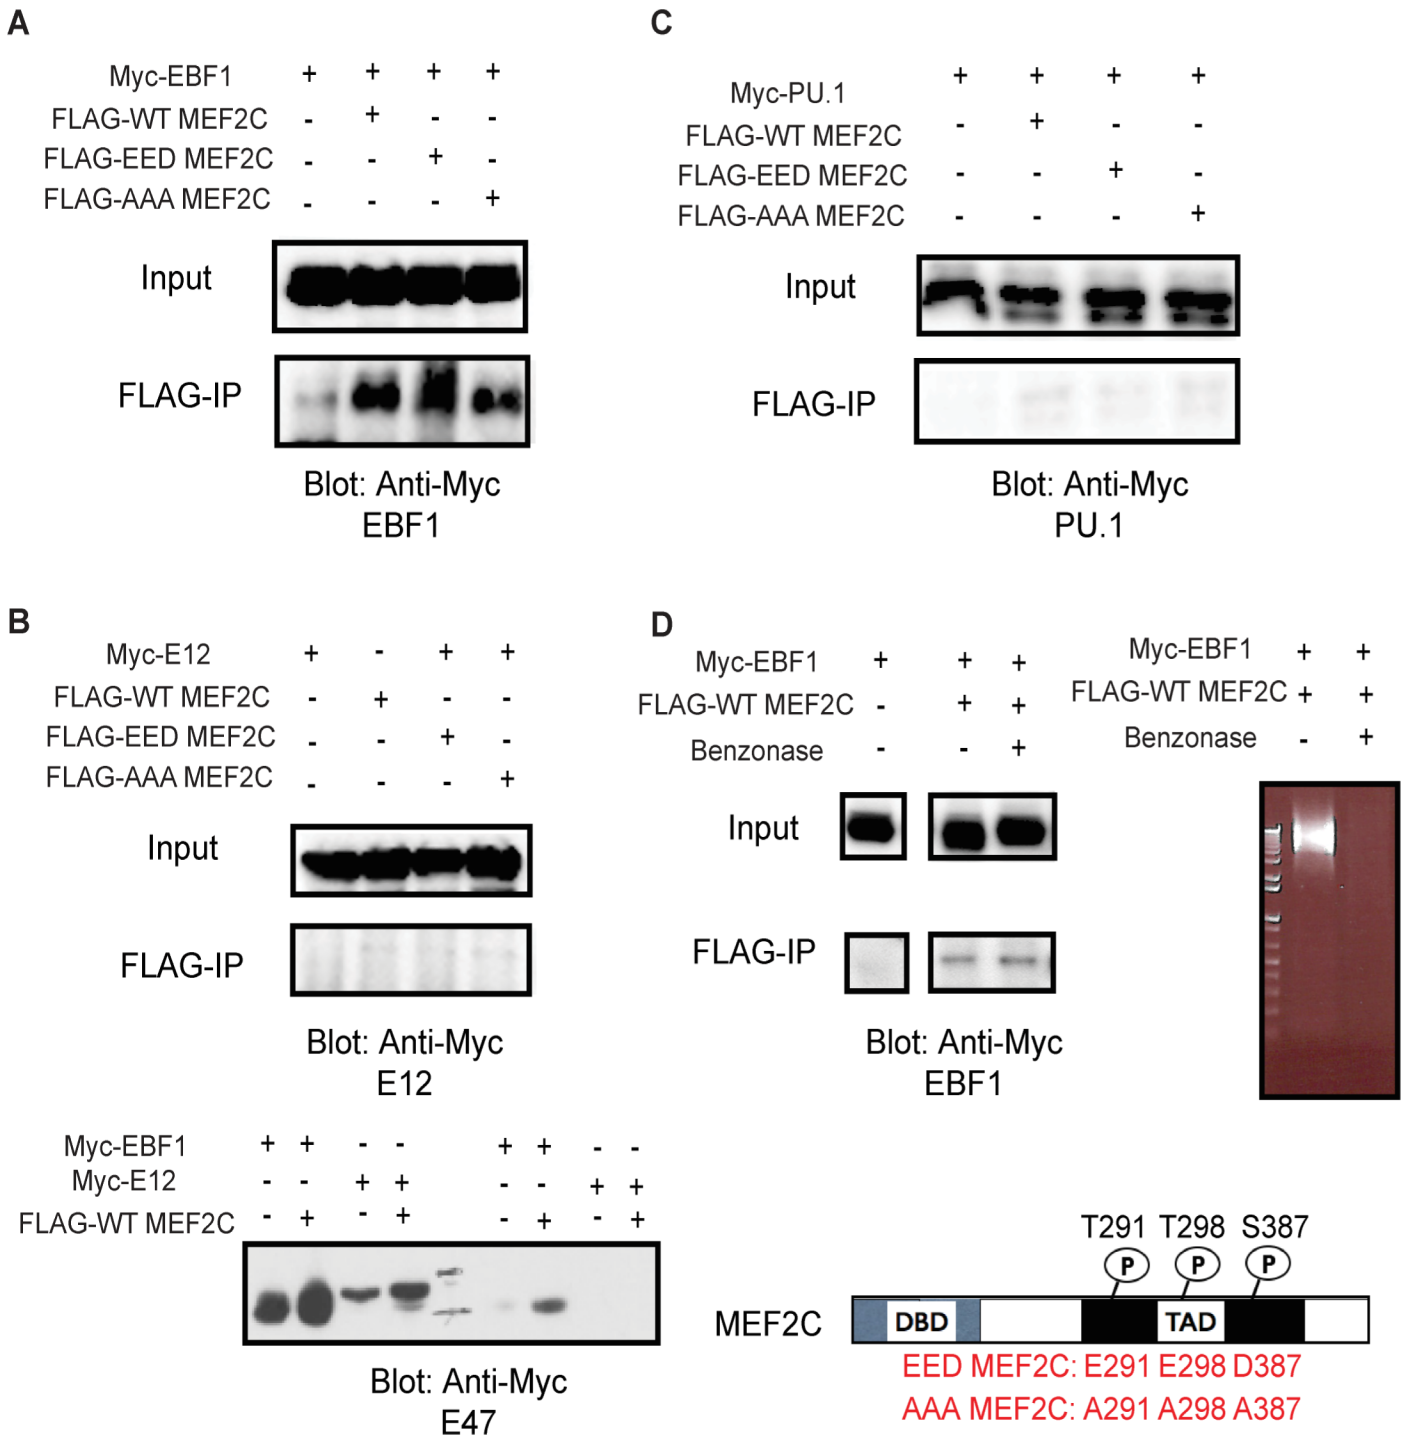 A
Myc-EBF1 + + + +
FLAG-WT MEF2C - + - -
FLAG-EED MEF2C - - + -
FLAG-AAA MEF2C - - - +
Input
FLAG-IP
Blot: Anti-Myc
EBF1
C
Myc-PU.1 + + + +
FLAG-WT MEF2C - + - -
FLAG-EED MEF2C - - + -
FLAG-AAA MEF2C - - - +
Input
FLAG-IP
Blot: Anti-Myc
PU.1
B
Myc-E12 + - + +
FLAG-WT MEF2C - + - -
FLAG-EED MEF2C - - + -
FLAG-AAA MEF2C - - - +
Input
FLAG-IP
Blot: Anti-Myc
E12
Myc-EBF1 + + - - + + - -
Myc-E12 - - + + - - + +
FLAG-WT MEF2C - + - + - + - +
Blot: Anti-Myc
E47
D
Myc-EBF1 + + +
FLAG-WT MEF2C - + +
Benzonase - - +
Input
FLAG-IP
Blot: Anti-Myc
EBF1
Myc-EBF1 + +
FLAG-WT MEF2C + +
Benzonase - +
T291 T298 S387
P P P
MEF2C DBD TAD
EED MEF2C: E291 E298 D387
AAA MEF2C: A291 A298 A387